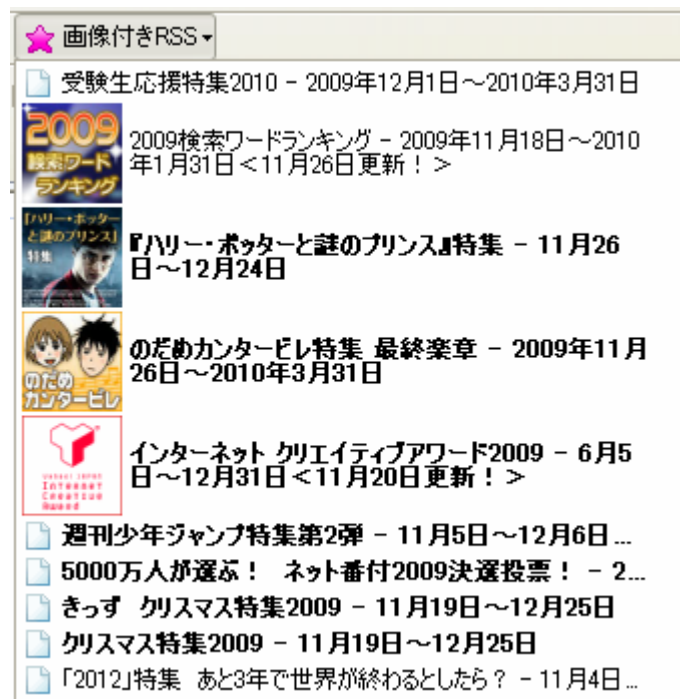 画像付きRSS
受験生応援特集2010 - 2009年12月1日～2010年3月31日
2009
検索ワード
ランキング
2009検索ワードランキング - 2009年11月18日～2010
年1月31日＜11月26日更新！＞
『ハリー・ポッター
と謎のプリンス』
特集
『ハリー・ポッターと謎のプリンス』特集 - 11月26
日～12月24日
のだめ
カンタービレ
のだめカンタービレ特集 最終楽章 - 2009年11月
26日～2010年3月31日
YAHOO! JAPAN
Internet
Creative
Award
インターネット クリエイティブアワード2009 - 6月5
日～12月31日＜11月20日更新！＞
週刊少年ジャンプ特集第2弾 - 11月5日～12月6日...
5000万人が選ぶ！　ネット番付2009決選投票！ - 2...
きっず　クリスマス特集2009 - 11月19日～12月25日
クリスマス特集2009 - 11月19日～12月25日
「2012」特集　あと3年で世界が終わるとしたら？ - 11月4日...